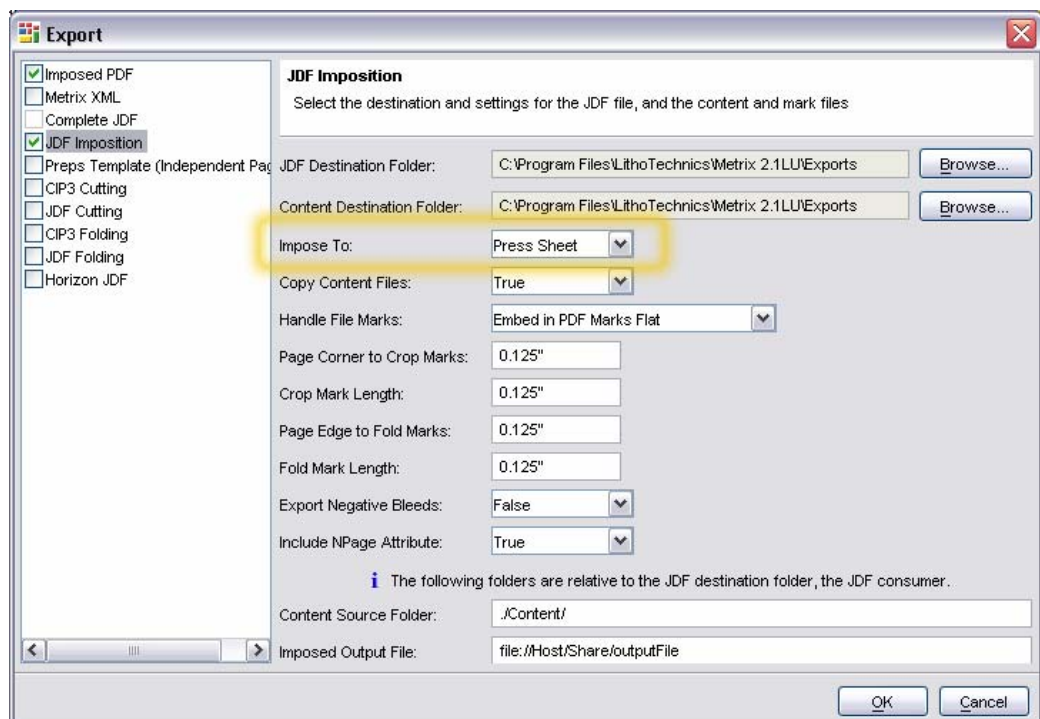 Export
Imposed PDF
Metrix XML
Complete JDF
JDF Imposition
Preps Template (Independent Pag
CIP3 Cutting
JDF Cutting
CIP3 Folding
JDF Folding
Horizon JDF
JDF Imposition
Select the destination and settings for the JDF file, and the content and mark files
JDF Destination Folder: C:\Program Files\LithoTechnics\Metrix 2.1LU\Exports Browse...
Content Destination Folder: C:\Program Files\LithoTechnics\Metrix 2.1LU\Exports Browse...
Impose To: Press Sheet
Copy Content Files: True
Handle File Marks: Embed in PDF Marks Flat
Page Corner to Crop Marks: 0.125"
Crop Mark Length: 0.125"
Page Edge to Fold Marks: 0.125"
Fold Mark Length: 0.125"
Export Negative Bleeds: False
Include NPage Attribute: True
i The following folders are relative to the JDF destination folder, the JDF consumer.
Content Source Folder: ./Content/
Imposed Output File: file://Host/Share/outputFile
OK Cancel